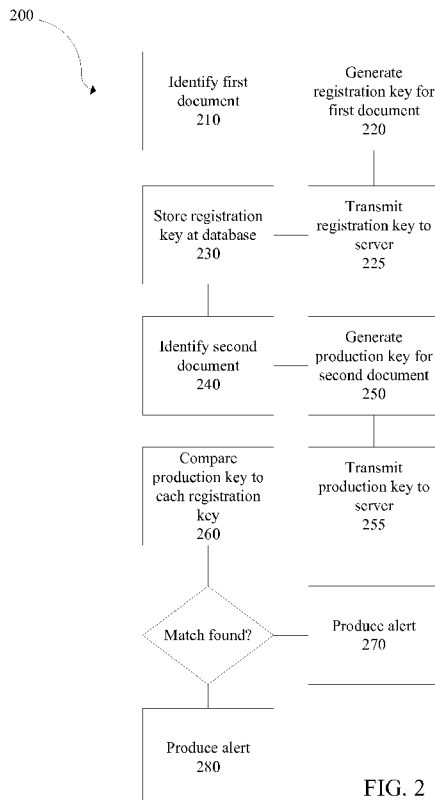 200
Identify first
document
210
Generate
registration key for
first document
220
Store registration
key at database
230
Transmit
registration key to
server
225
Identify second
document
240
Generate
production key for
second document
250
Compare
production key to
each registration
key
260
Transmit
production key to
server
255
Match found?
Produce alert
270
Produce alert
280
FIG. 2